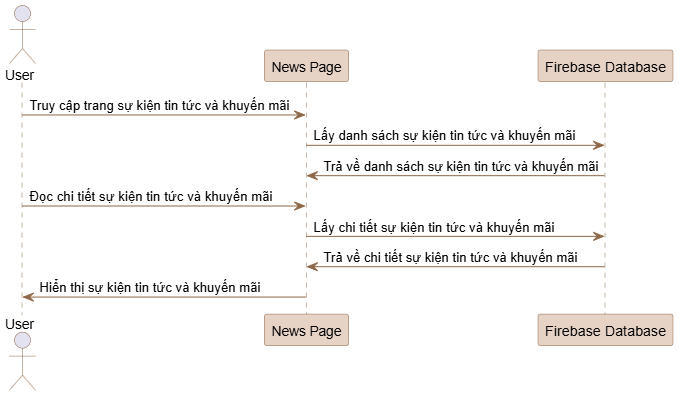 User
News Page
Firebase Database
Truy cập trang sự kiện tin tức và khuyến mãi
Lấy danh sách sự kiện tin tức và khuyến mãi
Trả về danh sách sự kiện tin tức và khuyến mãi
Đọc chi tiết sự kiện tin tức và khuyến mãi
Lấy chi tiết sự kiện tin tức và khuyến mãi
Trả về chi tiết sự kiện tin tức và khuyến mãi
Hiển thị sự kiện tin tức và khuyến mãi
User
News Page
Firebase Database